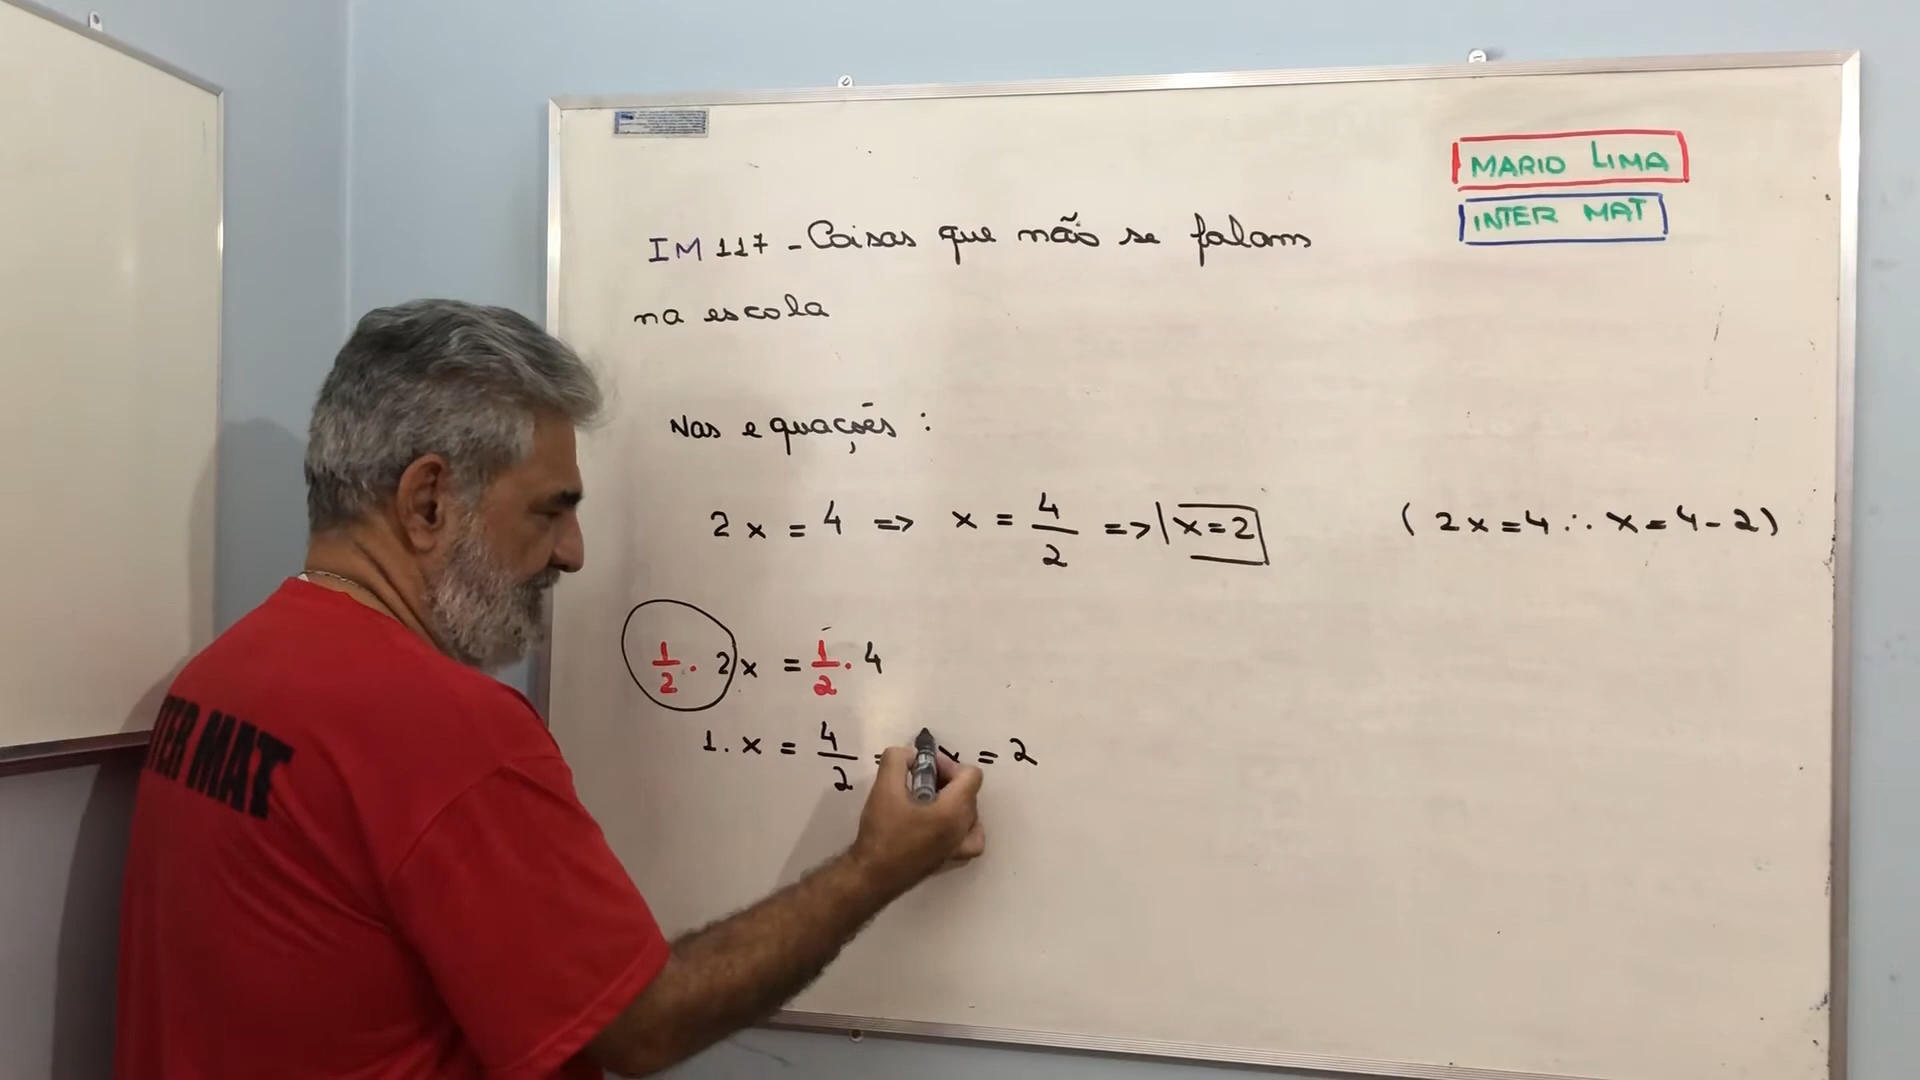 MARIO LIMA
INTER MAT
IM 117 - Coisas que não se falam
na escola
Nas equações :
2x = 4 => x = 4/2 => x = 2 ( 2x = 4 ∴ x = 4 - 2 )
1/2 . 2x = 1/2 . 4
1 . x = 4/2 = x = 2
TER MAT